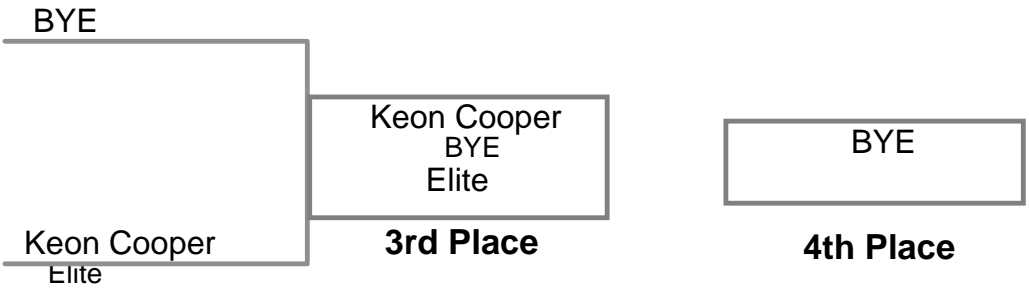 BYE
Keon Cooper
BYE
Elite
BYE
Keon Cooper
Elite
3rd Place
4th Place